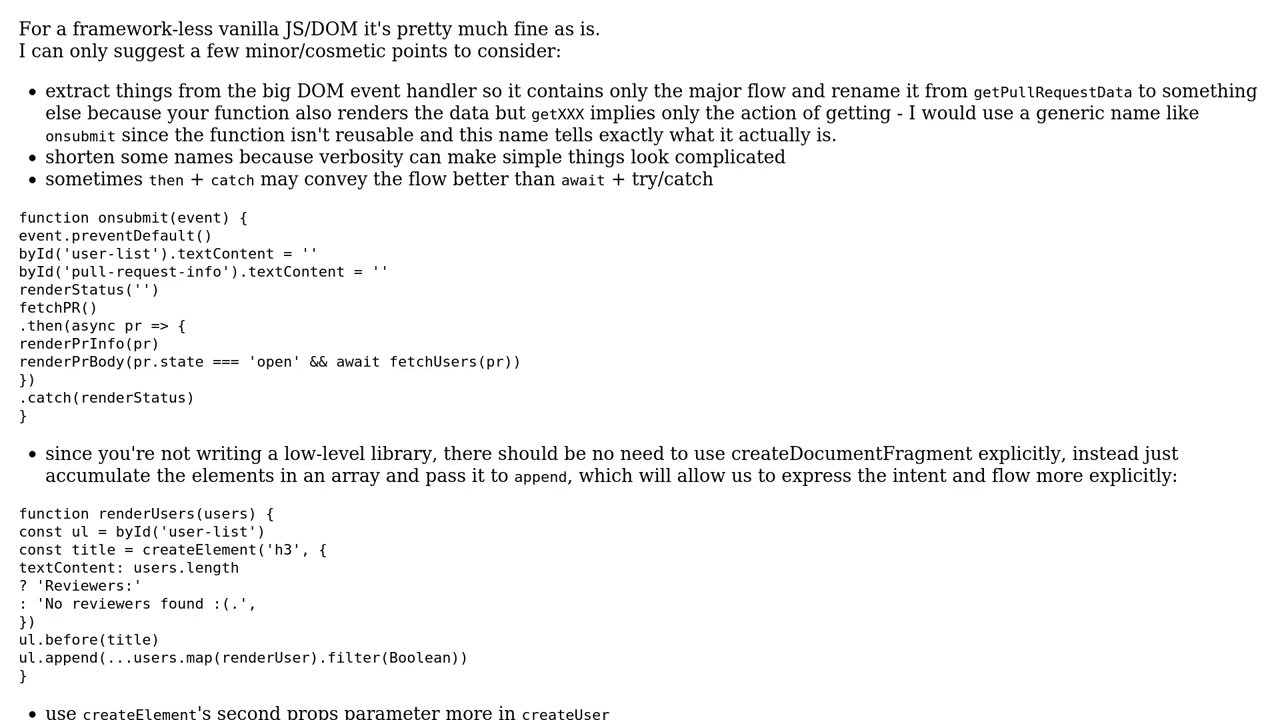 For a framework-less vanilla JS/DOM it's pretty much fine as is.
I can only suggest a few minor/cosmetic points to consider:
• extract things from the big DOM event handler so it contains only the major flow and rename it from getPullRequestData to something
else because your function also renders the data but getXXX implies only the action of getting - I would use a generic name like
onsubmit since the function isn't reusable and this name tells exactly what it actually is.
• shorten some names because verbosity can make simple things look complicated
• sometimes then + catch may convey the flow better than await + try/catch
function onsubmit(event) {
event.preventDefault()
byId('user-list').textContent = ''
byId('pull-request-info').textContent = ''
renderStatus('')
fetchPR()
.then(async pr => {
renderPrInfo(pr)
renderPrBody(pr.state === 'open' && await fetchUsers(pr))
})
.catch(renderStatus)
}
• since you're not writing a low-level library, there should be no need to use createDocumentFragment explicitly, instead just
accumulate the elements in an array and pass it to append, which will allow us to express the intent and flow more explicitly:
function renderUsers(users) {
const ul = byId('user-list')
const title = createElement('h3', {
textContent: users.length
? 'Reviewers:'
: 'No reviewers found :(.',
})
ul.before(title)
ul.append(...users.map(renderUser).filter(Boolean))
}
• use createElement's second props parameter more in createUser